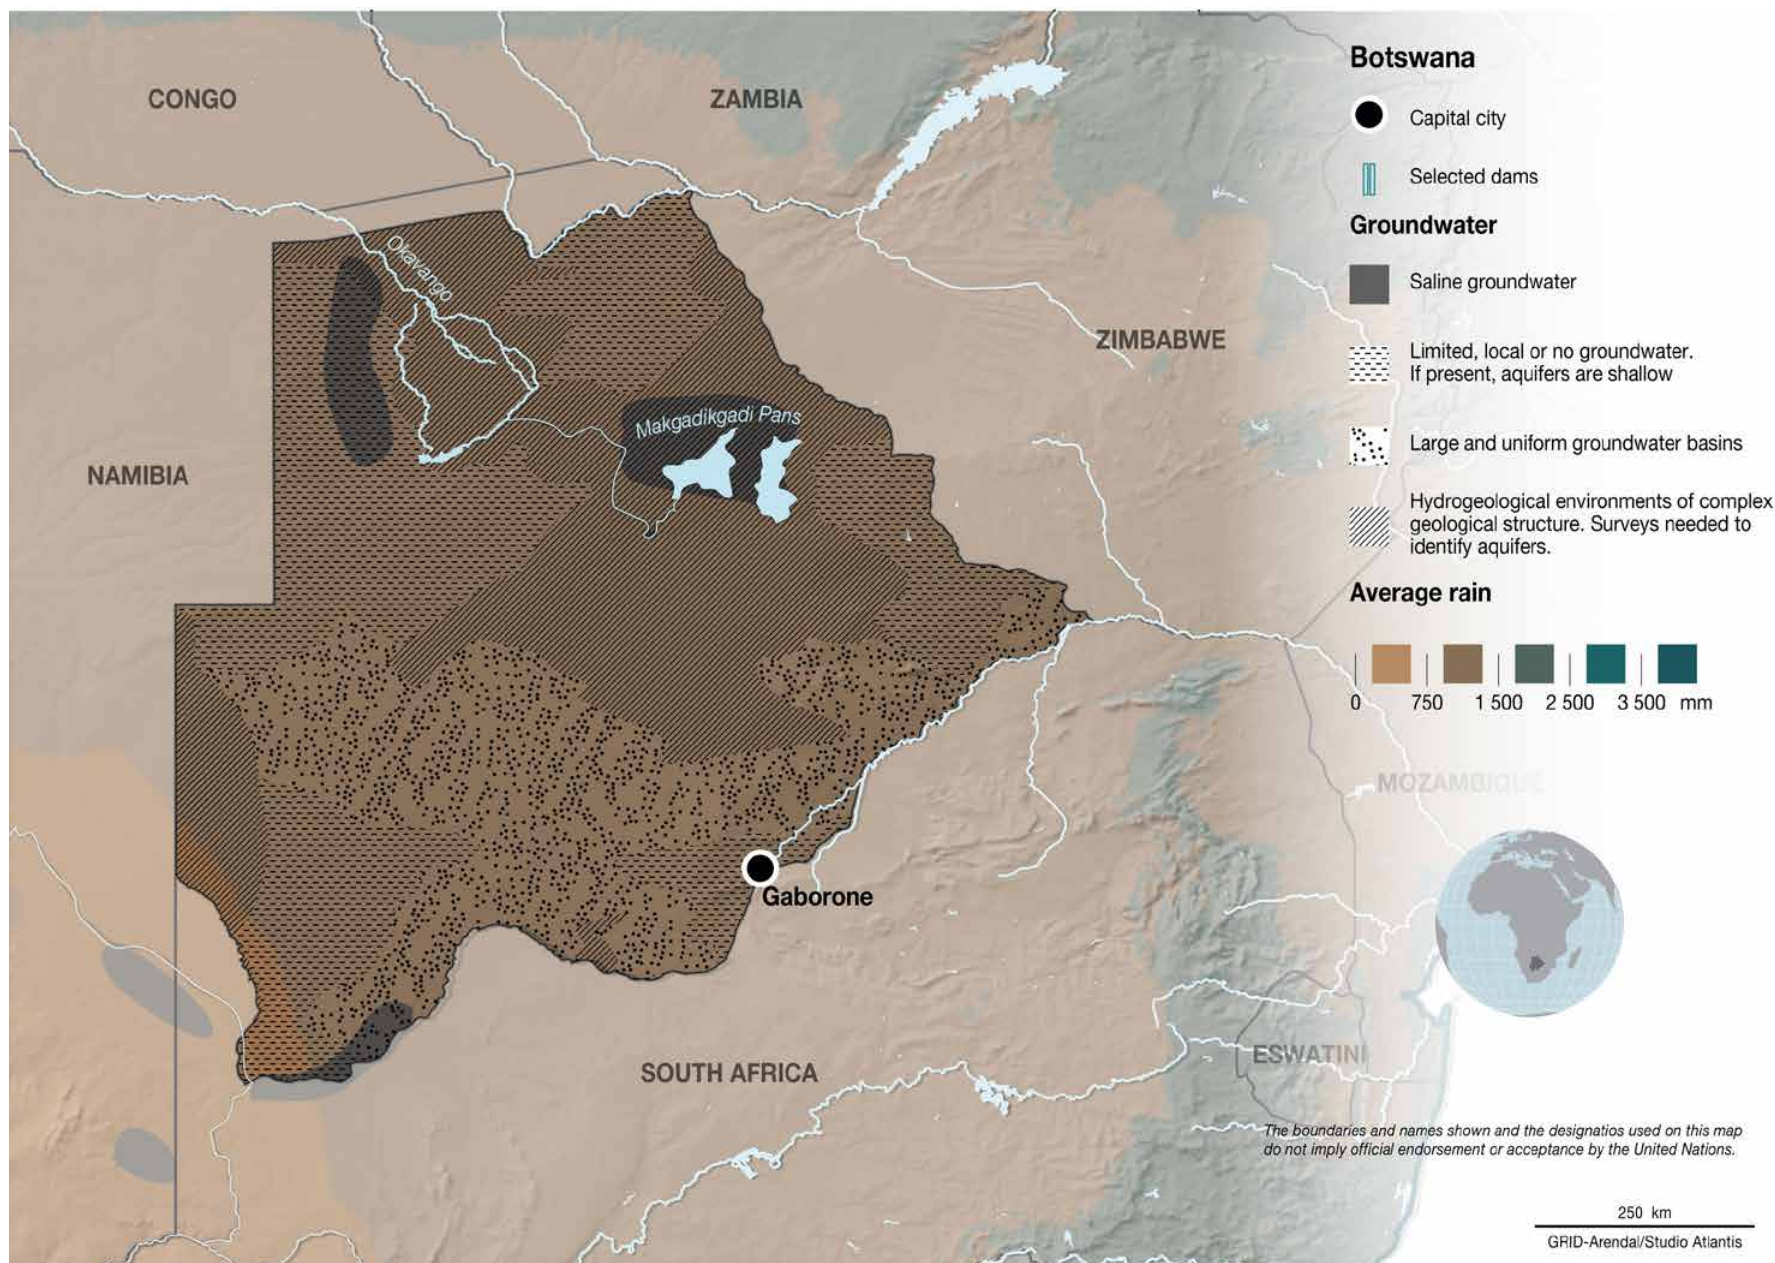 CONGO
ZAMBIA
Okavango
ZIMBABWE
Makgadikgadi Pans
NAMIBIA
Gaborone
MOZAMBIQUE
SOUTH AFRICA
ESWATINI
Botswana
Capital city
Selected dams
Groundwater
Saline groundwater
Limited, local or no groundwater.
If present, aquifers are shallow
Large and uniform groundwater basins
Hydrogeological environments of complex
geological structure. Surveys needed to
identify aquifers.
Average rain
0 750 1 500 2 500 3 500 mm
The boundaries and names shown and the designatios used on this map
do not imply official endorsement or acceptance by the United Nations.
250 km
GRID-Arendal/Studio Atlantis